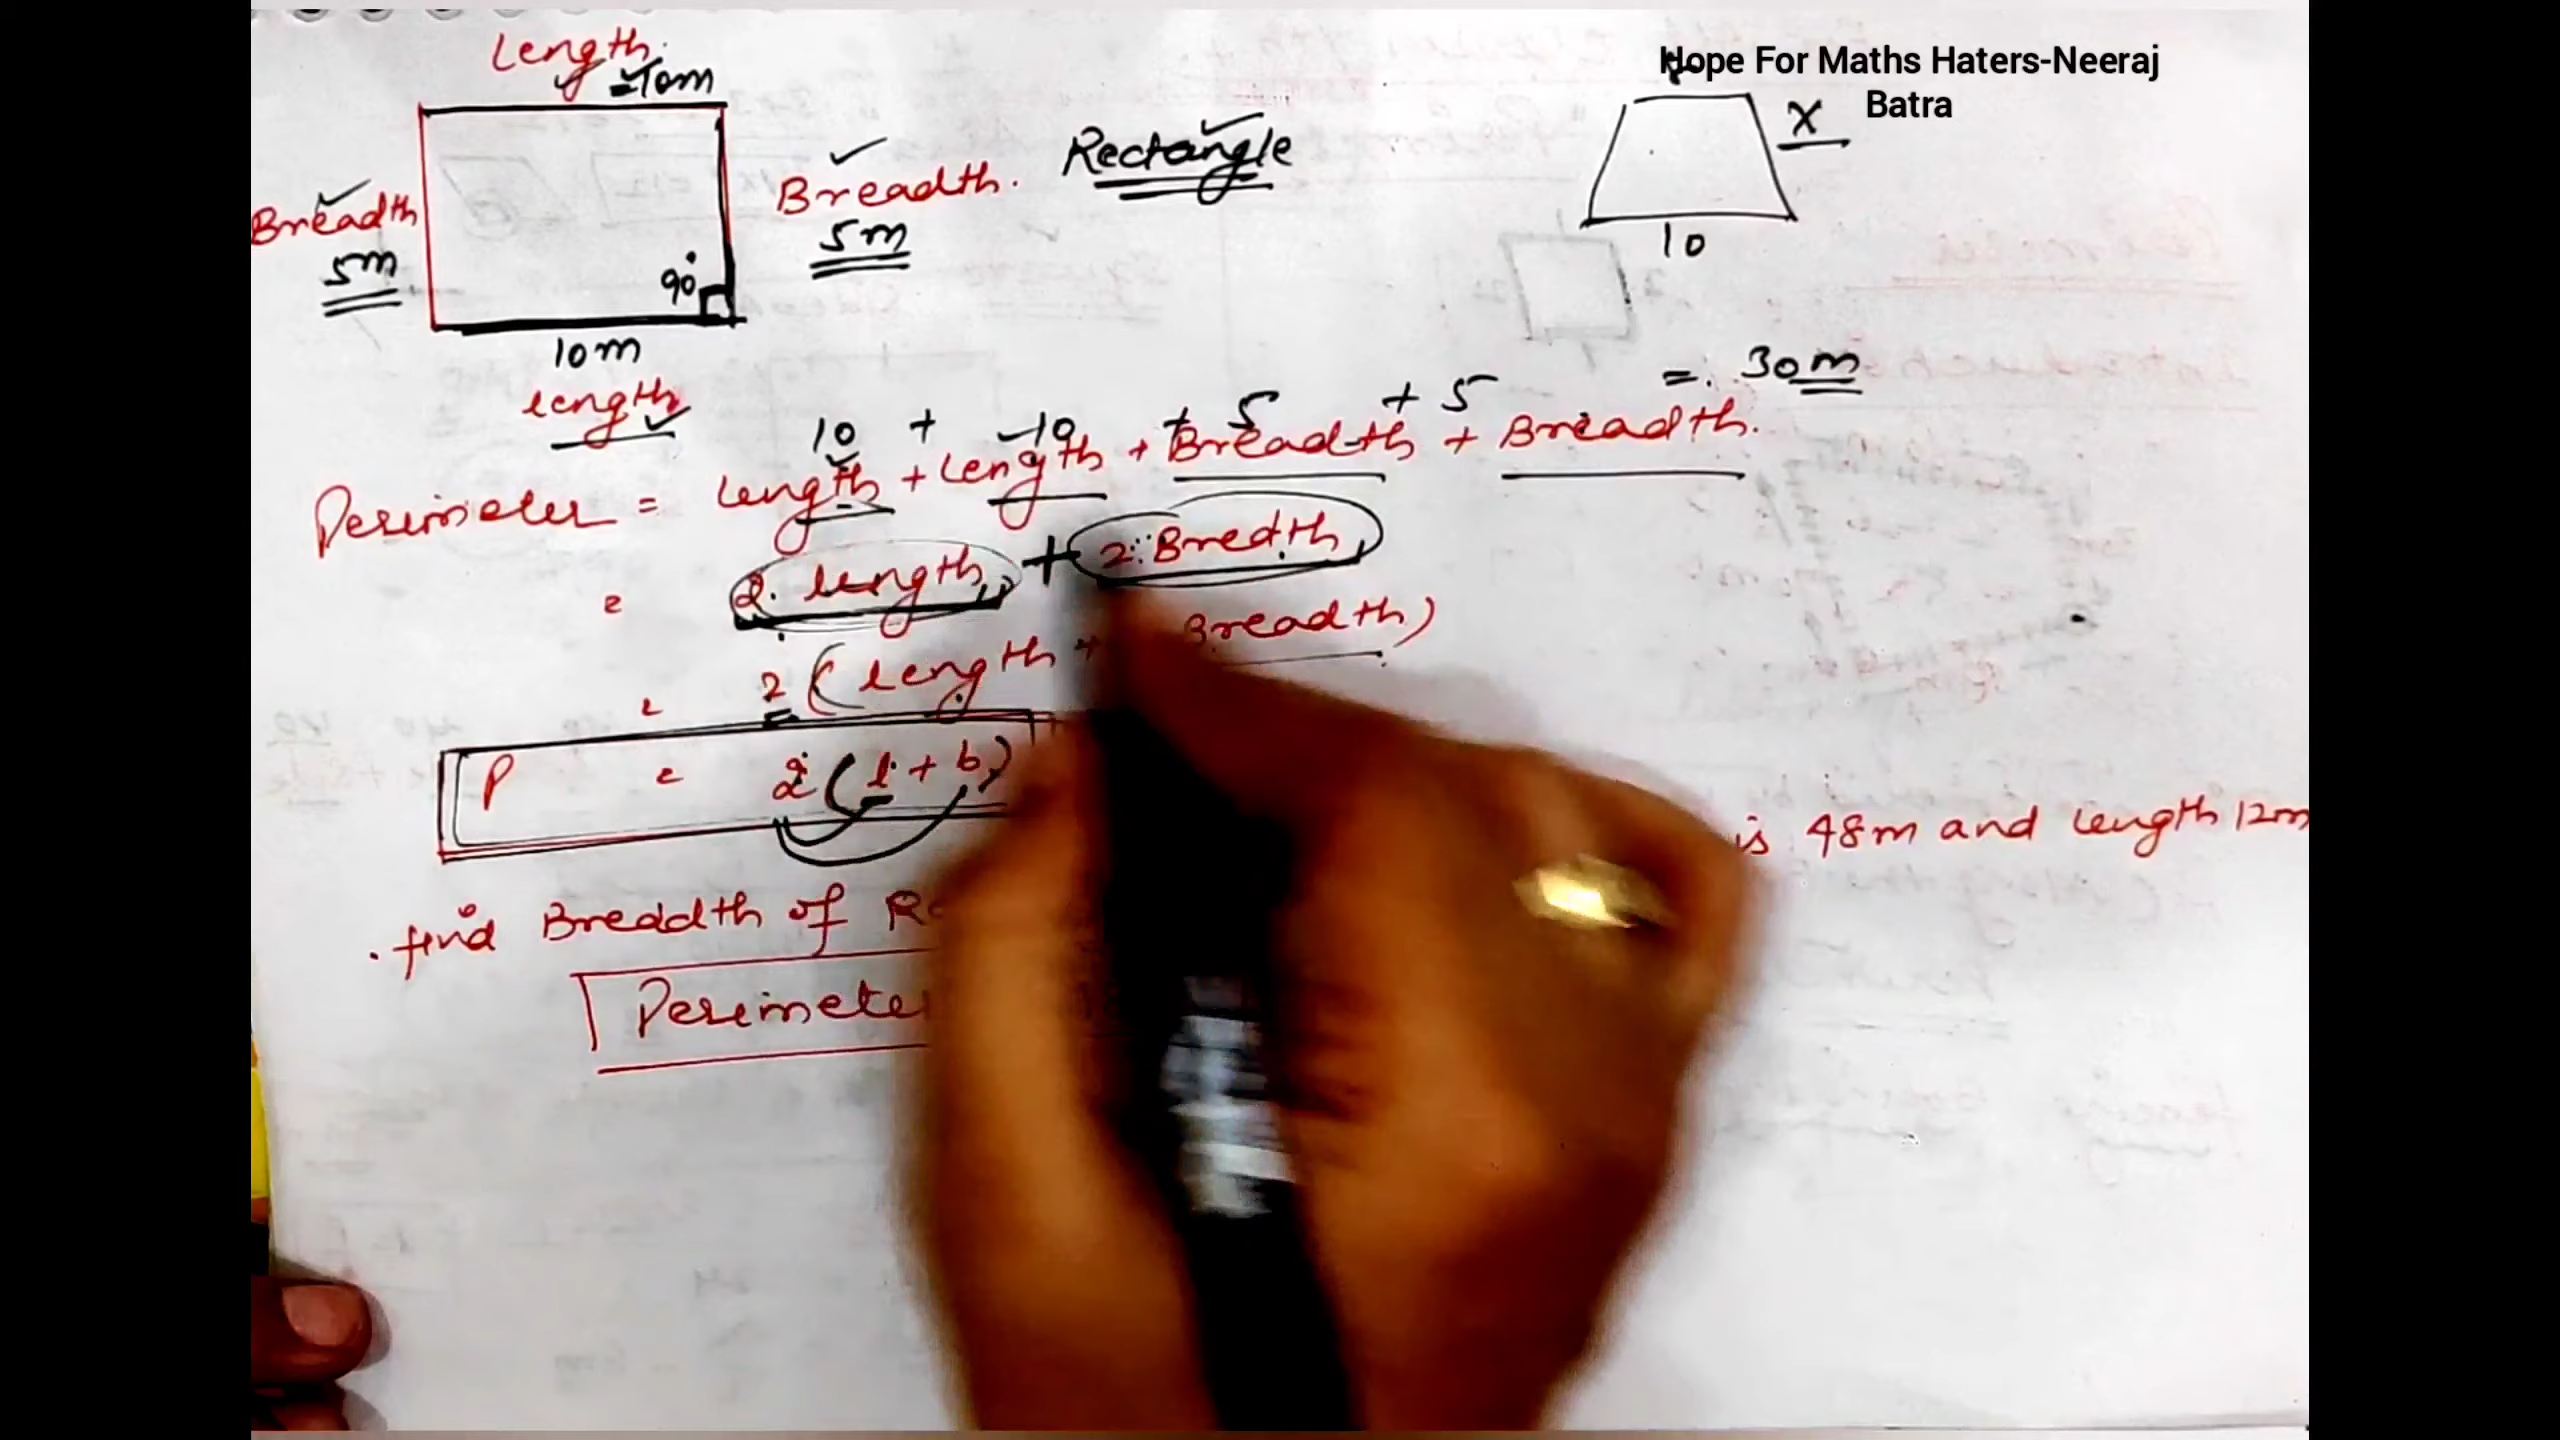 Length.
=10m
Hope For Maths Haters-Neeraj
Batra
Breadth
5m
Breadth.
5m
Rectangle
X
10
90°
10m
length
10 + 10 + 5 + 5 = 30m
Perimeter = length + Length + Breadth + Breadth.
= 2. length + 2. Bredth
= 2 (length + Breadth)
P = 2 (l + b)
is 48m and length 12m
. find Breadth of
Perimeter